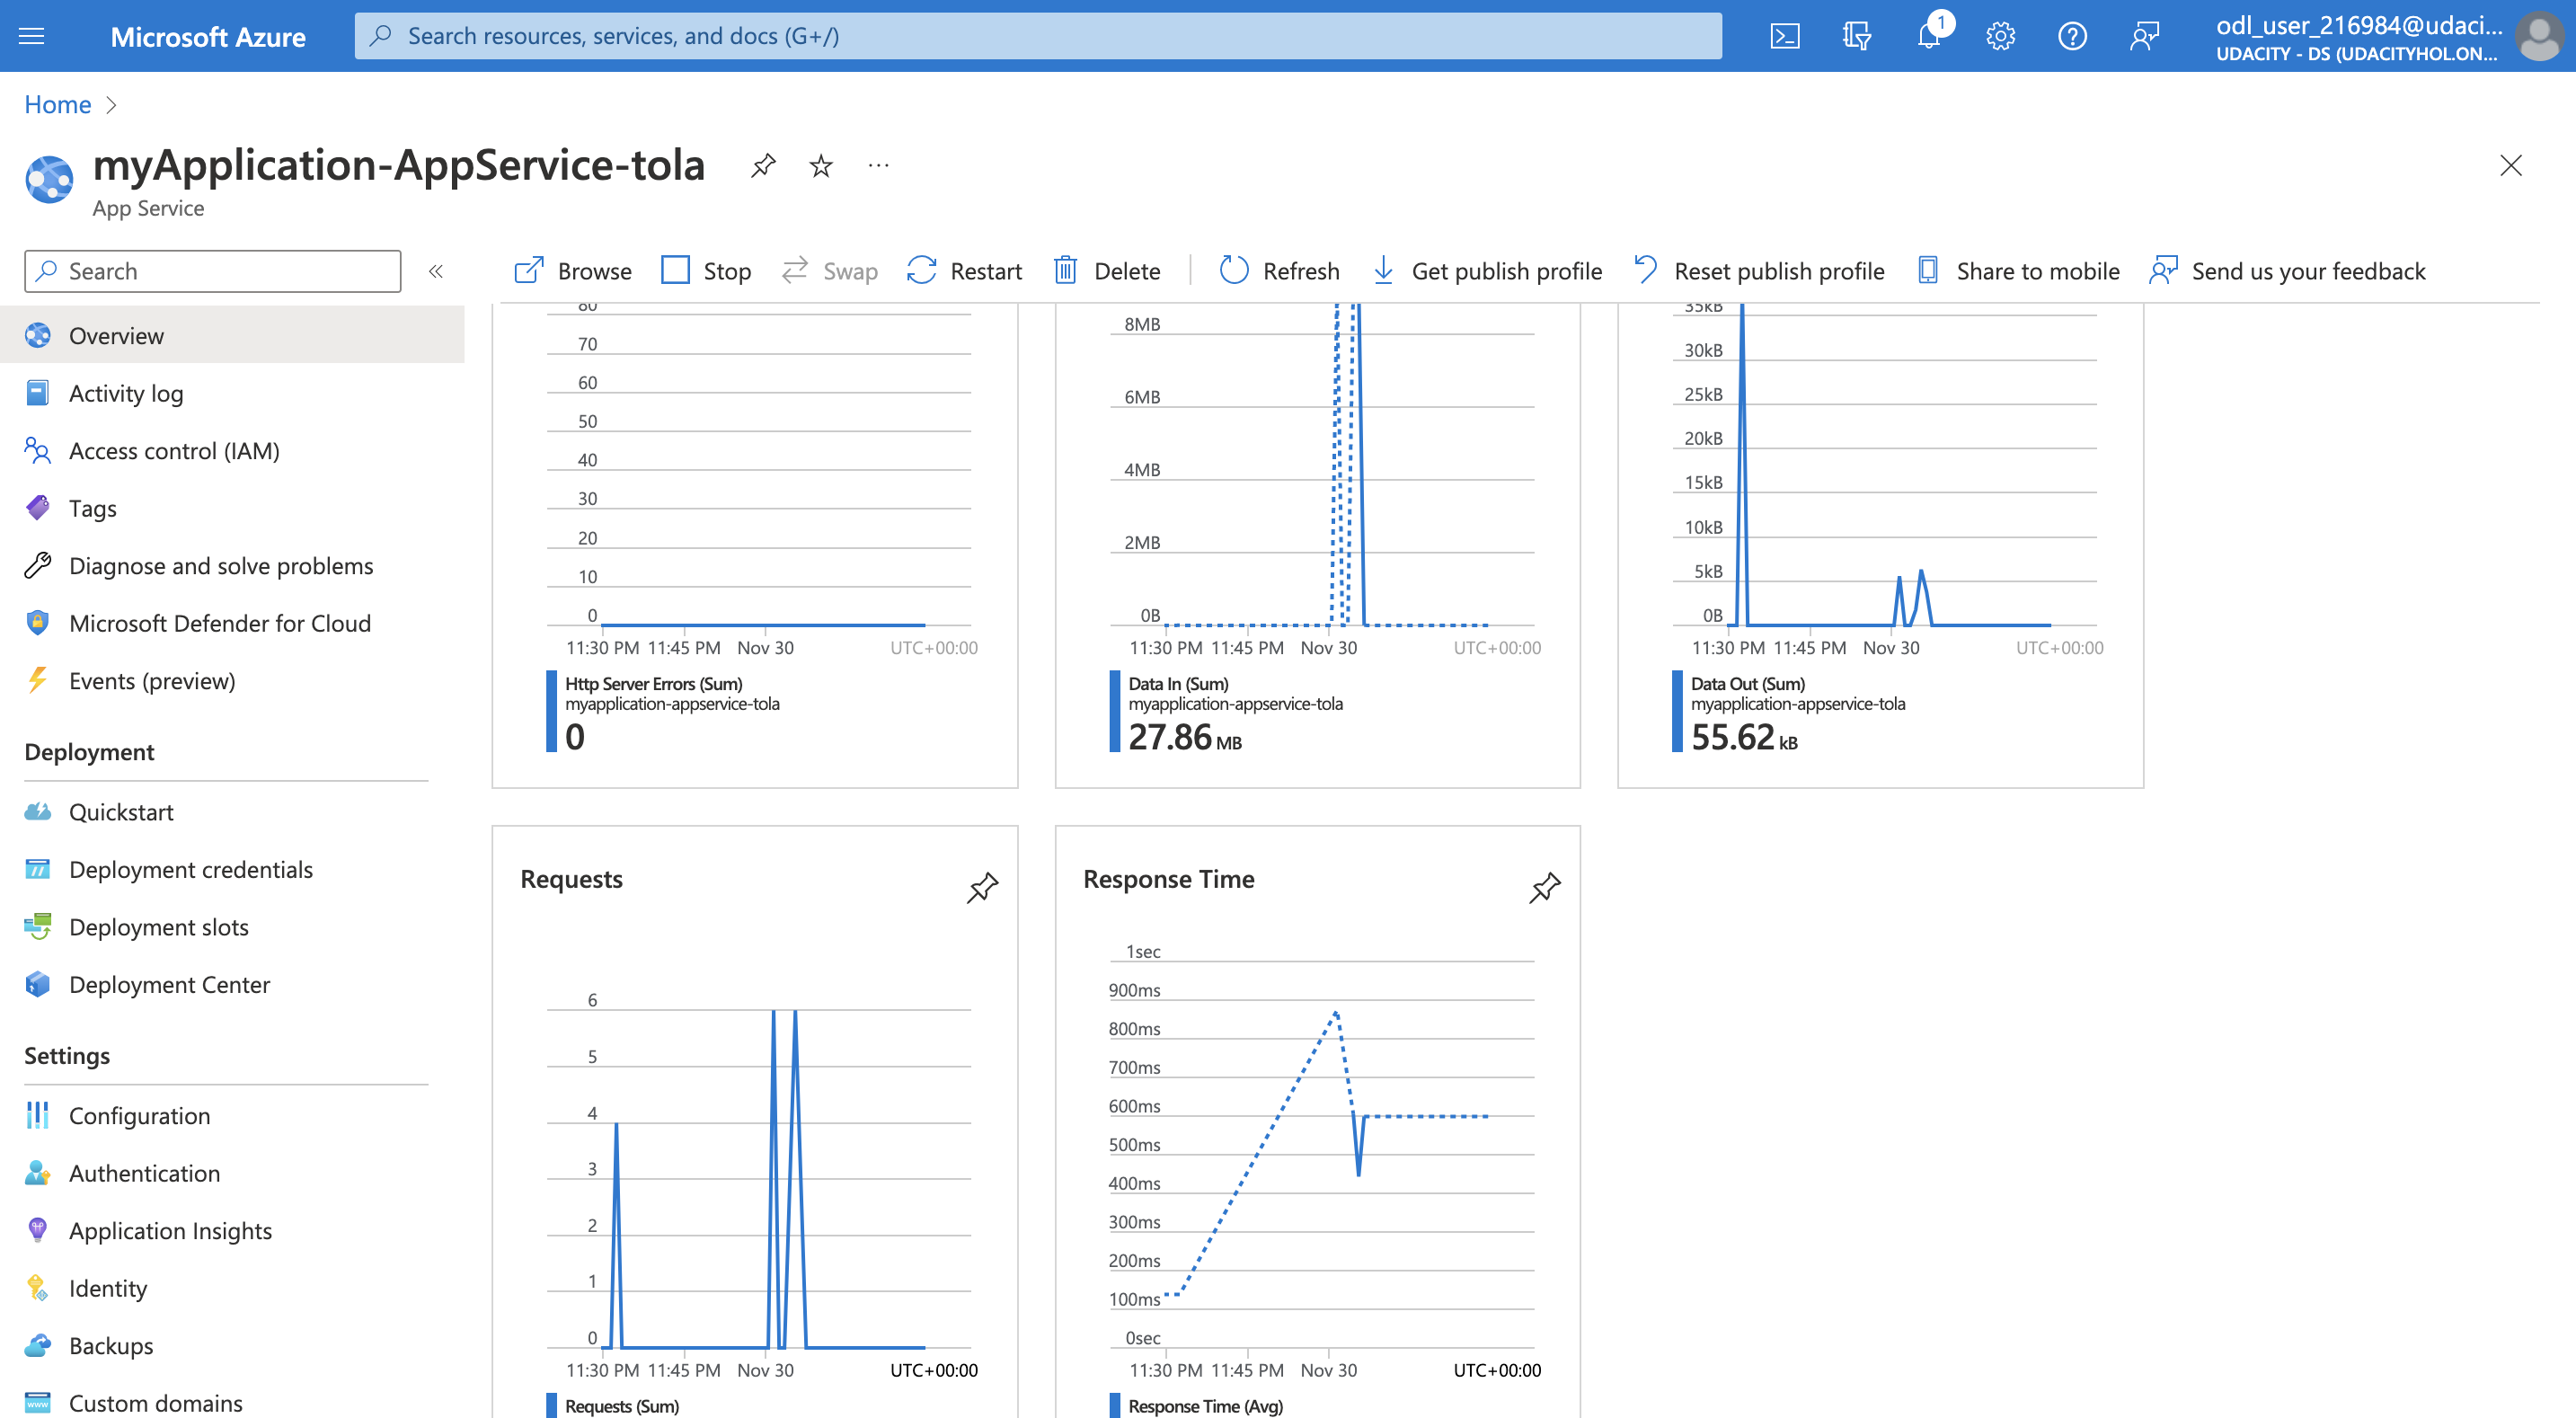 Microsoft Azure
Search resources, services, and docs (G+/)
1
odl_user_216984@udaci...
UDACITY - DS (UDACITYHOL.ON...
Home
myApplication-AppService-tola
App Service
Search
Browse
Stop
Swap
Restart
Delete
Refresh
Get publish profile
Reset publish profile
Share to mobile
Send us your feedback
Overview
Activity log
Access control (IAM)
Tags
Diagnose and solve problems
Microsoft Defender for Cloud
Events (preview)
Deployment
Quickstart
Deployment credentials
Deployment slots
Deployment Center
Settings
Configuration
Authentication
Application Insights
Identity
Backups
Custom domains
80
70
60
50
40
30
20
10
0
11:30 PM 11:45 PM Nov 30 UTC+00:00
Http Server Errors (Sum)
myapplication-appservice-tola
0
8MB
6MB
4MB
2MB
0B
11:30 PM 11:45 PM Nov 30 UTC+00:00
Data In (Sum)
myapplication-appservice-tola
27.86 MB
35kB
30kB
25kB
20kB
15kB
10kB
5kB
0B
11:30 PM 11:45 PM Nov 30 UTC+00:00
Data Out (Sum)
myapplication-appservice-tola
55.62 kB
Requests
6
5
4
3
2
1
0
11:30 PM 11:45 PM Nov 30 UTC+00:00
Requests (Sum)
Response Time
1sec
900ms
800ms
700ms
600ms
500ms
400ms
300ms
200ms
100ms
0sec
11:30 PM 11:45 PM Nov 30 UTC+00:00
Response Time (Avg)